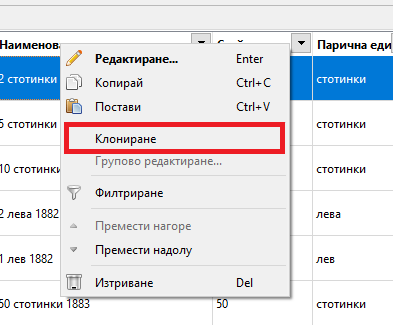 Наименова Парична еди
Редактиране... Enter
2 стотинки стотинки
Копирай Ctrl+C
Постави Ctrl+V
5 стотинки стотинки
Клониране
Групово редактиране...
10 стотинки стотинки
Филтриране
2 лева 1882 лева
Премести нагоре
Премести надолу
1 лев 1882 лев
Изтриване Del
50 стотинки 1883 50 стотинки